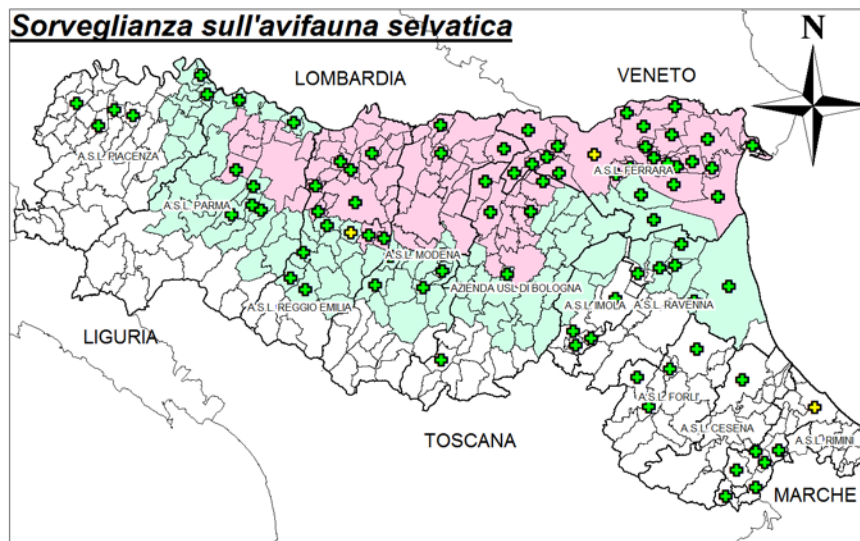 Sorveglianza sull'avifauna selvatica
N
LOMBARDIA
VENETO
A.S.L. PIACENZA
A.S.L. FERRARA
A.S.L. PARMA
A.S.L. MODENA
AZIENDA USL DI BOLOGNA
A.S.L. REGGIO EMILIA
A.S.L. IMOLA
A.S.L. RAVENNA
LIGURIA
A.S.L. FORLI'
A.S.L. CESENA
A.S.L. RIMINI
TOSCANA
MARCHE